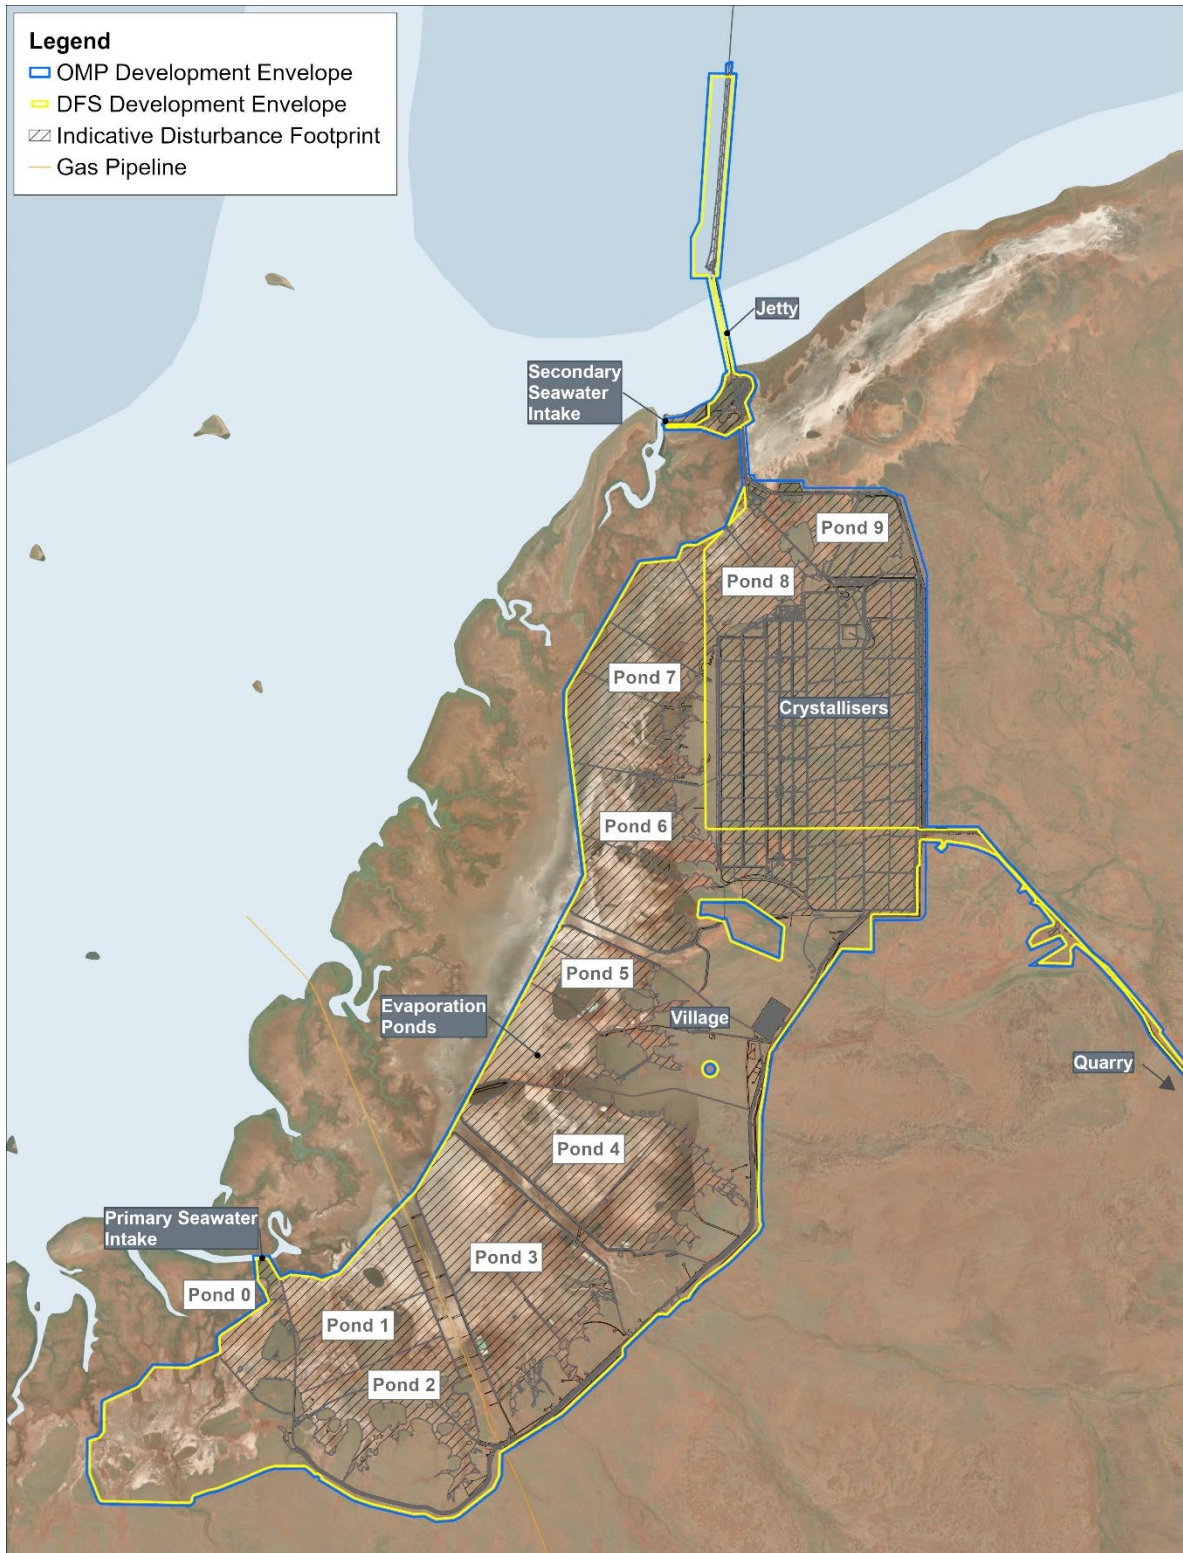 Legend
OMP Development Envelope
DFS Development Envelope
Indicative Disturbance Footprint
Gas Pipeline
Jetty
Secondary
Seawater
Intake
Pond 9
Pond 8
Pond 7
Crystallisers
Pond 6
Pond 5
Evaporation
Ponds
Village
Quarry
Pond 4
Primary Seawater
Intake
Pond 3
Pond 0
Pond 1
Pond 2